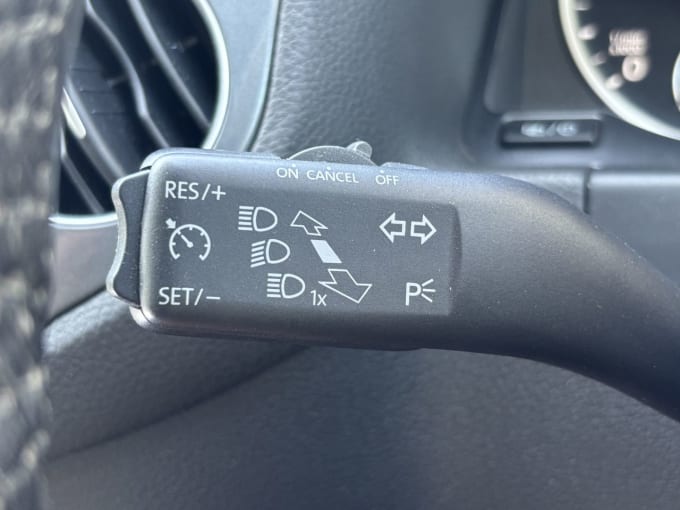 ON CANCEL OFF
RES/+
SET/−
1x
P